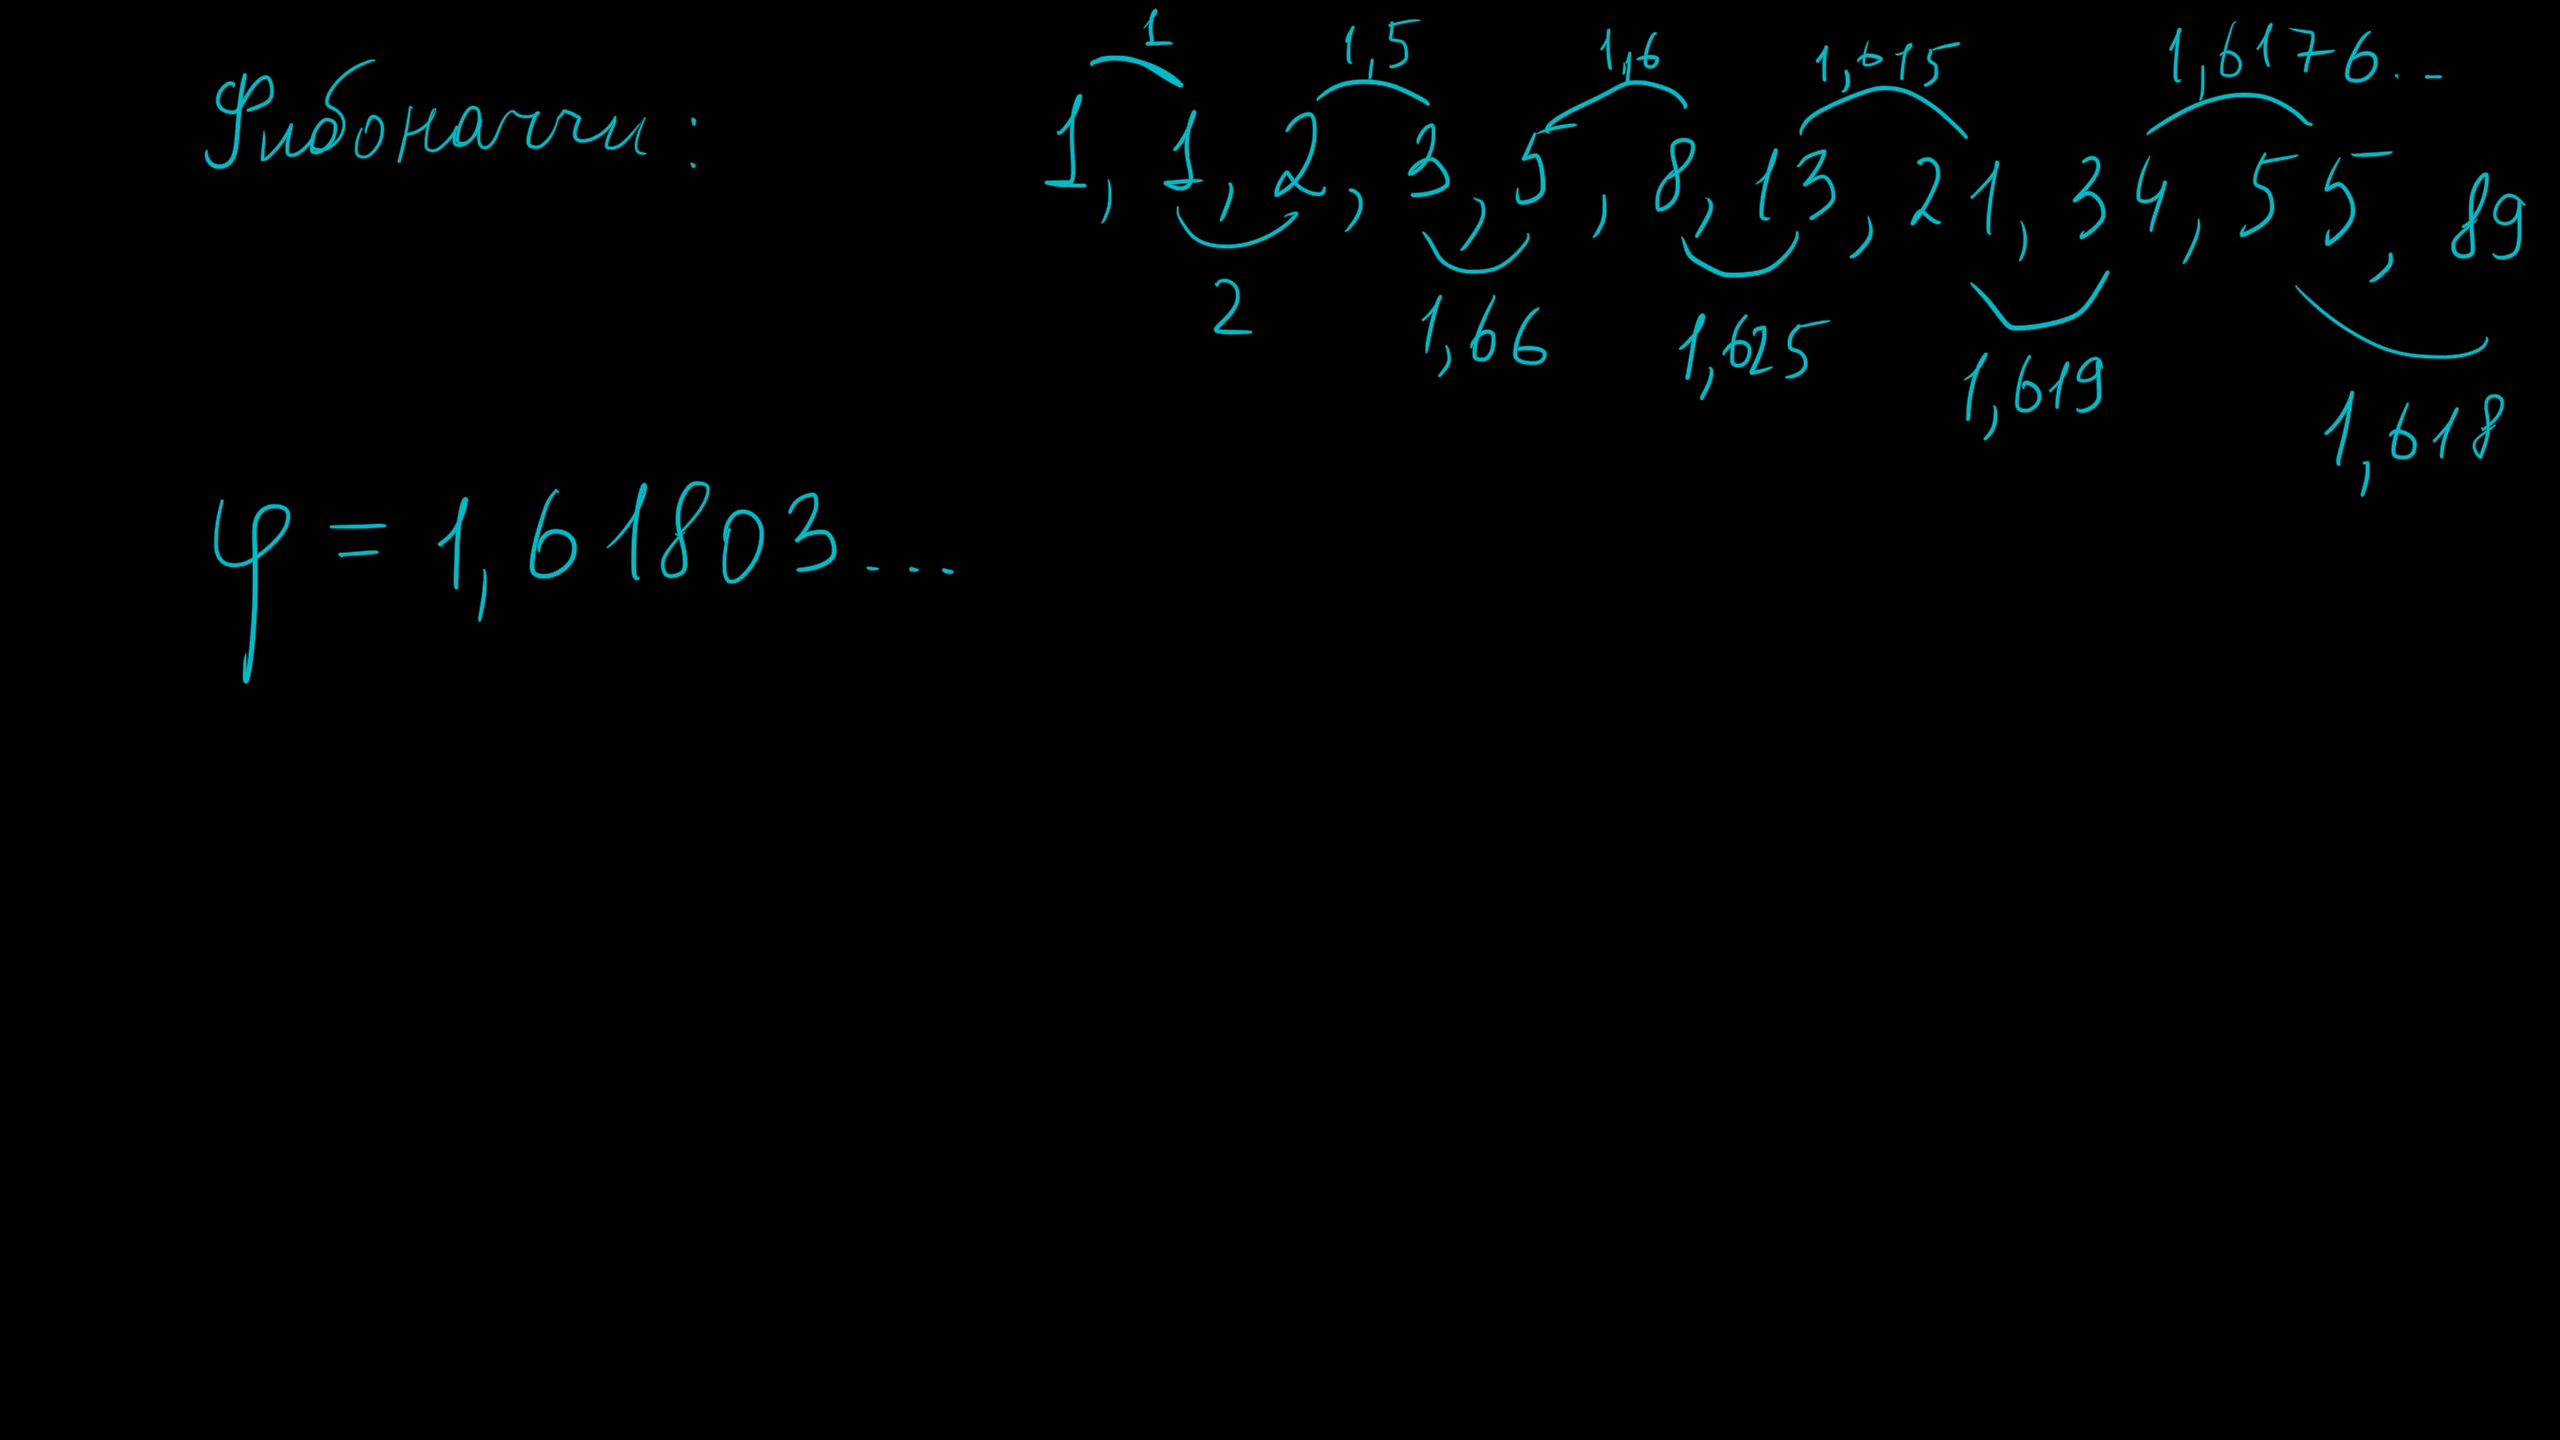 1 1,5 1,6 1,615 1,6176...
Фибоначчи: 1, 1, 2, 3, 5, 8, 13, 21, 34, 55, 89
2 1,66 1,625 1,619 1,618
φ = 1,61803...